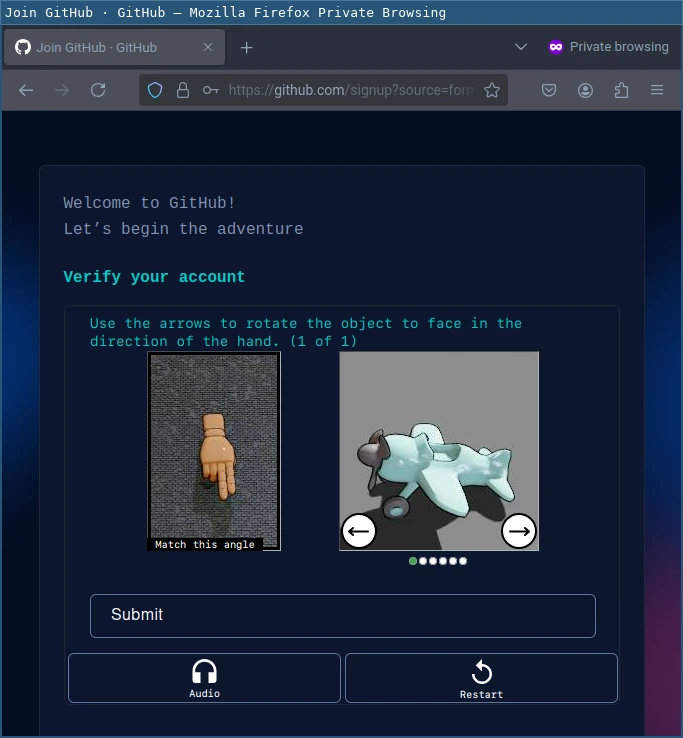 Join GitHub · GitHub — Mozilla Firefox Private Browsing
Join GitHub · GitHub
Private browsing
https://github.com/signup?source=form
Welcome to GitHub!
Let’s begin the adventure
Verify your account
Use the arrows to rotate the object to face in the
direction of the hand. (1 of 1)
Match this angle
Submit
Audio
Restart